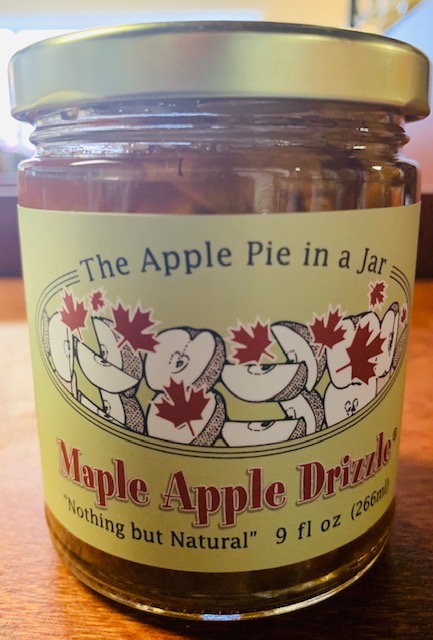 The Apple Pie in a Jar
Maple Apple Drizzle®
"Nothing but Natural" 9 fl oz (266ml)